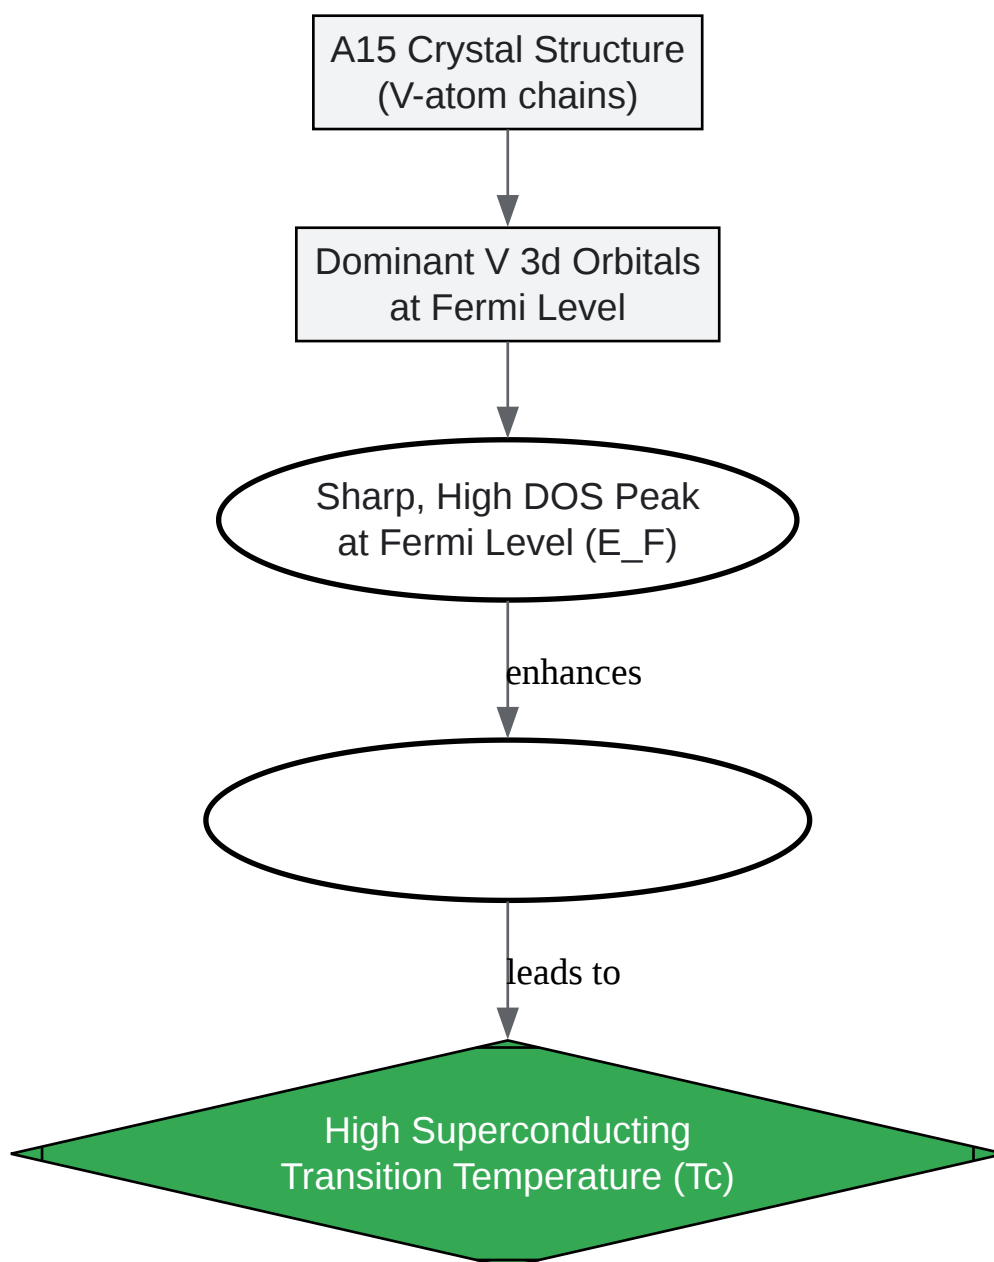 A15 Crystal Structure
(V-atom chains)
Dominant V 3d Orbitals
at Fermi Level
Sharp, High DOS Peak
at Fermi Level (E_F)
enhances
leads to
High Superconducting
Transition Temperature (Tc)